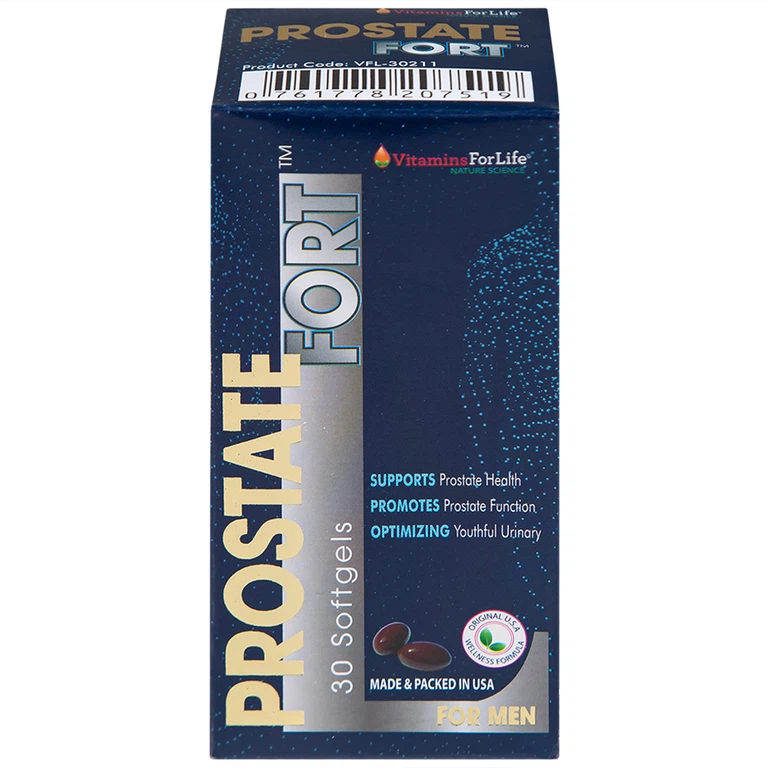 VitaminsForLife®
PROSTATE
FORT™
Product Code: VFL-30211
0 761778 207519
VitaminsForLife®
NATURE SCIENCE
PROSTATE
FORT™
30 Softgels
SUPPORTS Prostate Health
PROMOTES Prostate Function
OPTIMIZING Youthful Urinary
ORIGINAL U.S.A
WELLNESS FORMULA
MADE & PACKED IN USA
FOR MEN